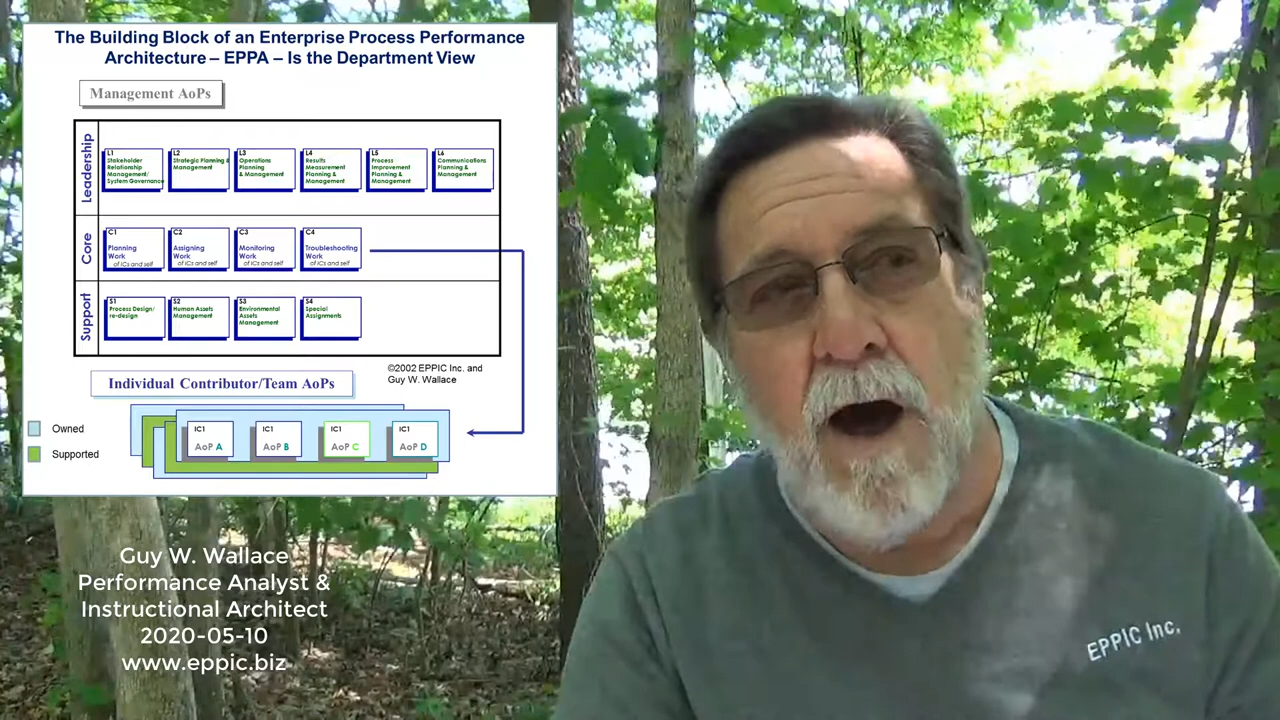 The Building Block of an Enterprise Process Performance
Architecture – EPPA – Is the Department View
Management AoPs
Leadership
L1
Stakeholder
Relationship
Management/
System Governance
L2
Strategic Planning &
Management
L3
Operations
Planning
& Management
L4
Results
Measurement
Planning &
Management
L5
Process
Improvement
Planning &
Management
L6
Communications
Planning &
Management
Core
C1
Planning
Work
of ICs and self
C2
Assigning
Work
of ICs and self
C3
Monitoring
Work
of ICs and self
C4
Troubleshooting
Work
of ICs and self
Support
S1
Process Design/
re-design
S2
Human Assets
Management
S3
Environmental
Assets
Management
S4
Special
Assignments
©2002 EPPIC Inc. and
Guy W. Wallace
Individual Contributor/Team AoPs
Owned
Supported
IC1
AoP A
IC1
AoP B
IC1
AoP C
IC1
AoP D
Guy W. Wallace
Performance Analyst &
Instructional Architect
2020-05-10
www.eppic.biz
EPPIC Inc.